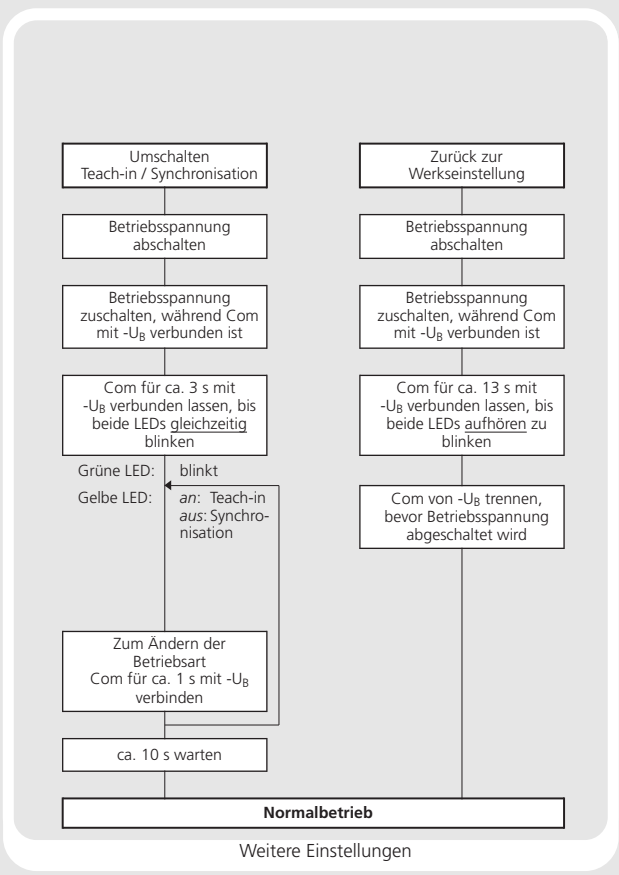 Umschalten
Teach-in / Synchronisation
Betriebsspannung
abschalten
Betriebsspannung
zuschalten, während Com
mit -UB verbunden ist
Com für ca. 3 s mit
-UB verbunden lassen, bis
beide LEDs gleichzeitig
blinken
Grüne LED: blinkt
Gelbe LED: an: Teach-in
aus: Synchro-
nisation
Zum Ändern der
Betriebsart
Com für ca. 1 s mit -UB
verbinden
ca. 10 s warten
Zurück zur
Werkseinstellung
Betriebsspannung
abschalten
Betriebsspannung
zuschalten, während Com
mit -UB verbunden ist
Com für ca. 13 s mit
-UB verbunden lassen, bis
beide LEDs aufhören zu
blinken
Com von -UB trennen,
bevor Betriebsspannung
abgeschaltet wird
Normalbetrieb
Weitere Einstellungen